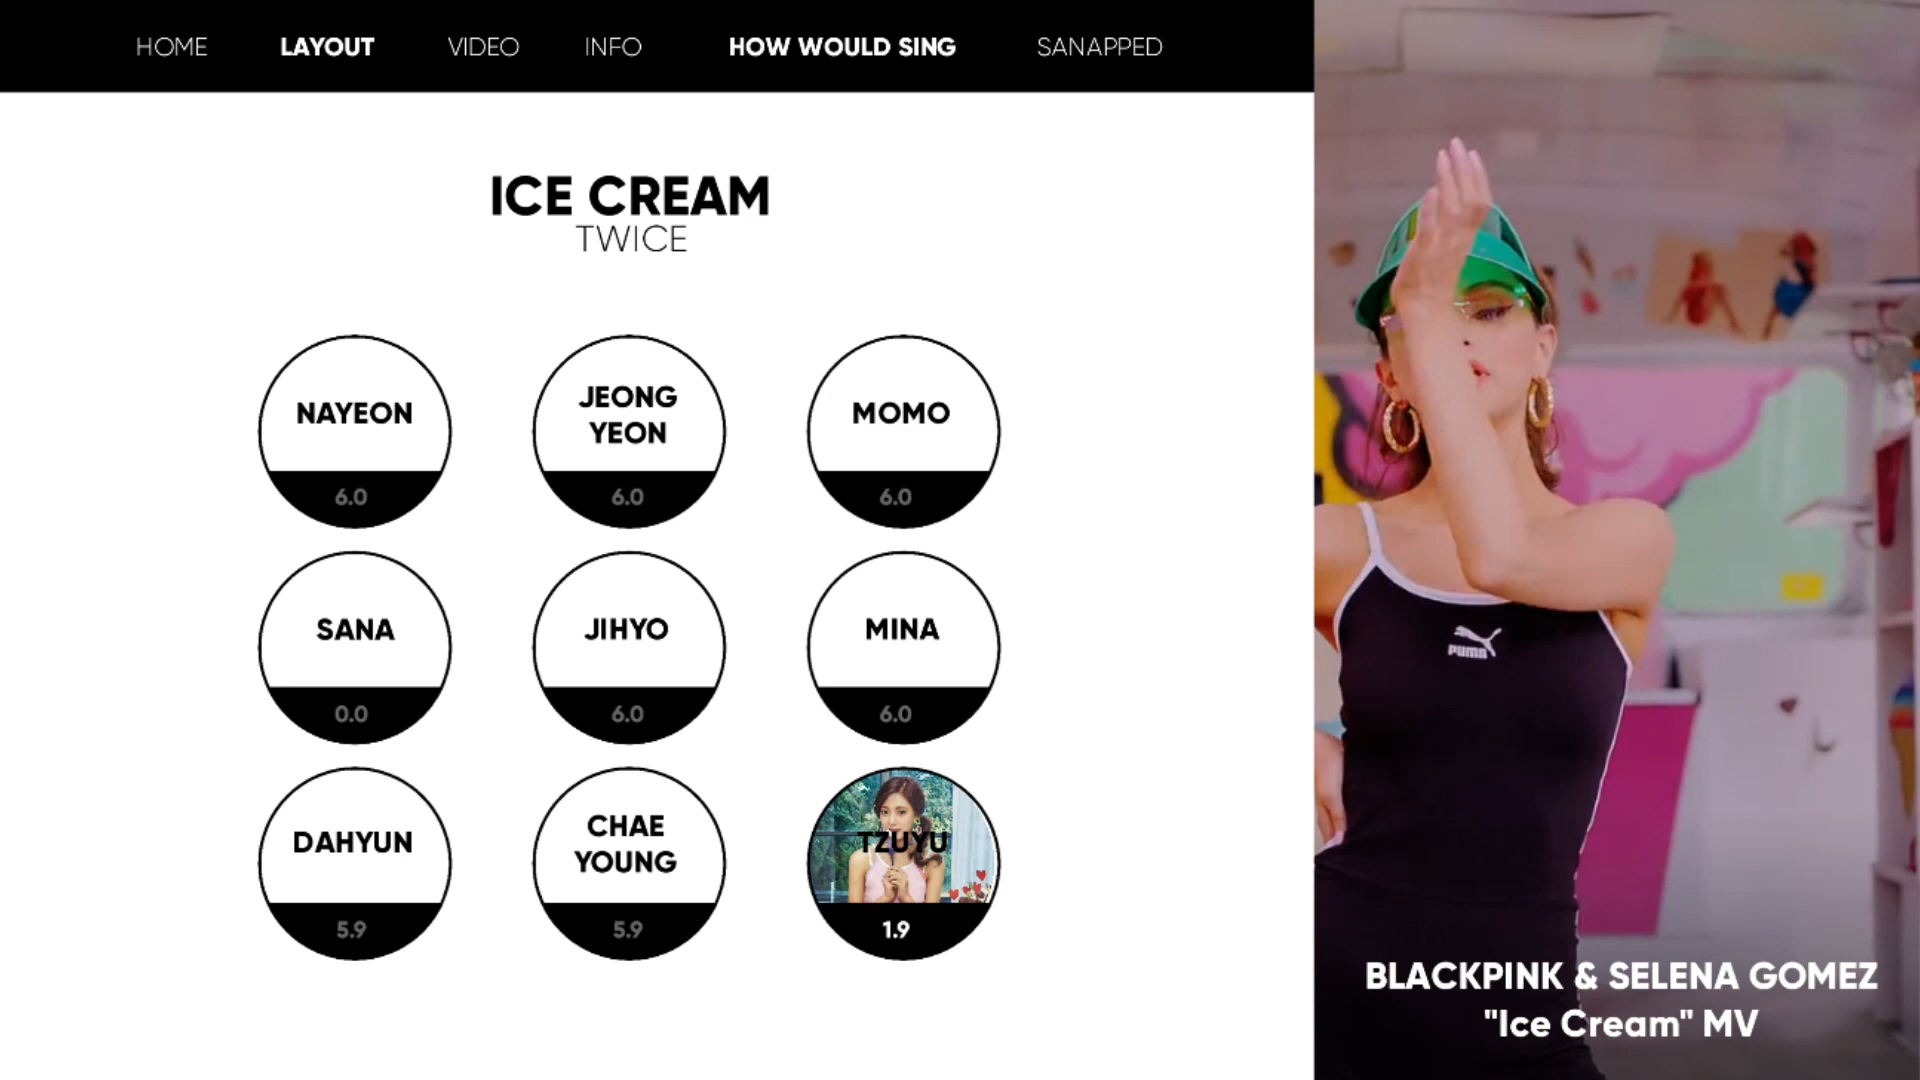 HOME LAYOUT VIDEO INFO HOW WOULD SING SANAPPED
ICE CREAM
TWICE
NAYEON
6.0
JEONG
YEON
6.0
MOMO
6.0
SANA
0.0
JIHYO
6.0
MINA
6.0
DAHYUN
5.9
CHAE
YOUNG
5.9
TZUYU
1.9
PUMA
BLACKPINK & SELENA GOMEZ
"Ice Cream" MV